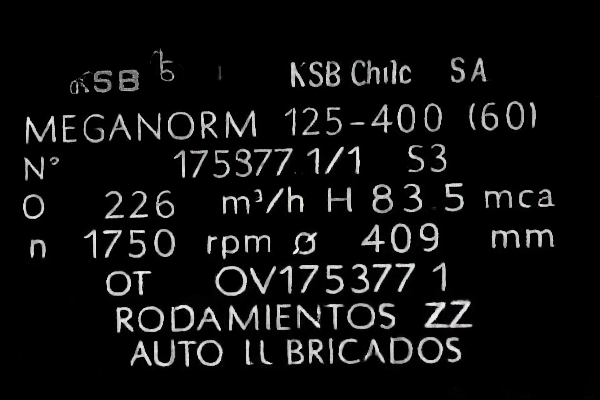 KSB KSB Chile SA
MEGANORM 125-400 (60)
N° 175377 1/1 S3
Q 226 m³/h H 83.5 mca
n 1750 rpm ø 409 mm
OT OV175377 1
RODAMIENTOS ZZ
AUTO LUBRICADOS